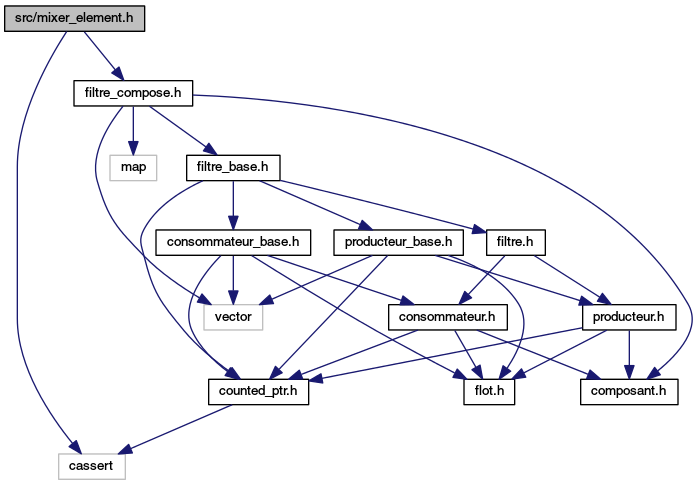 src/mixer_element.h
filtre_compose.h
map
filtre_base.h
consommateur_base.h
producteur_base.h
filtre.h
vector
consommateur.h
producteur.h
counted_ptr.h
flot.h
composant.h
cassert